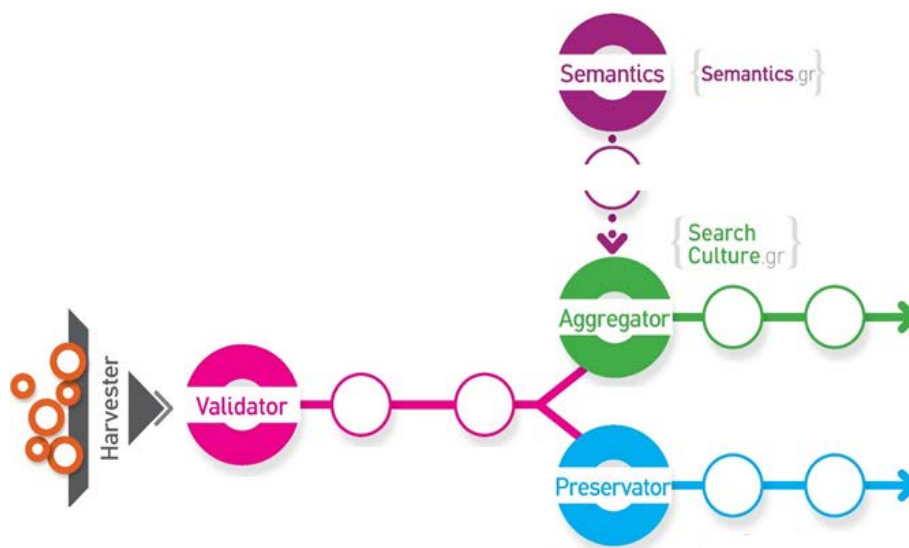 Semantics
{Semantics.gr}
{Search
Culture.gr}
Aggregator
Harvester
Validator
Preservator